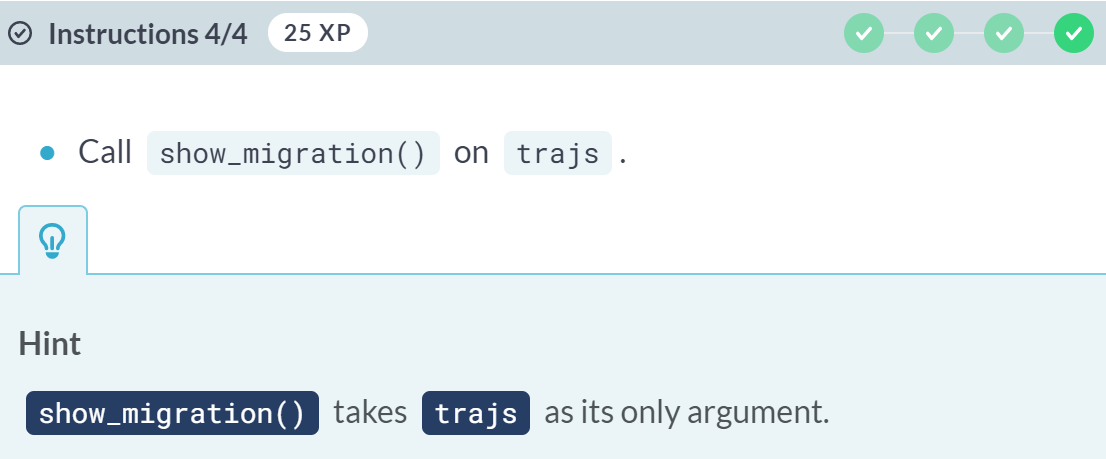 Instructions 4/4 25 XP
Call show_migration() on trajs .
Hint
show_migration() takes trajs as its only argument.